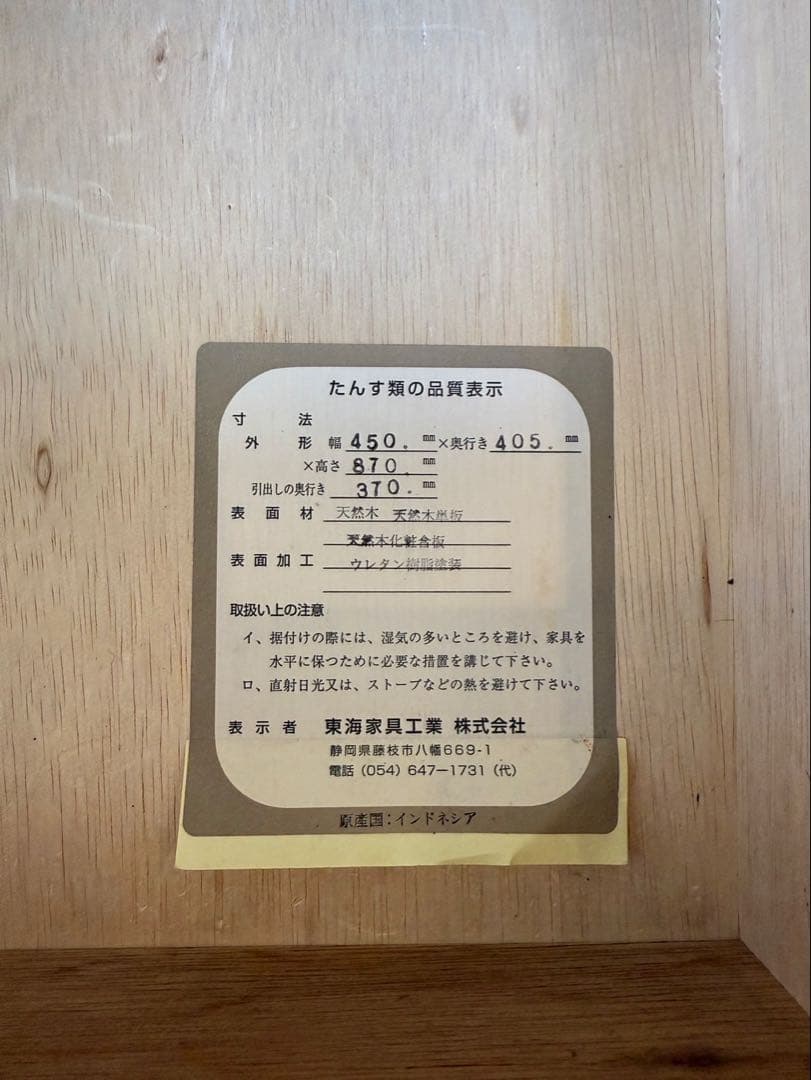 たんす類の品質表示
寸法
外形 幅 450. mm×奥行き 405. mm
×高さ 870 mm
引出しの奥行き 370. mm
表面材 天然木 天然木単板
天然木化粧合板
表面加工 ウレタン樹脂塗装
取扱い上の注意
イ、据付けの際には、湿気の多いところを避け、家具を
水平に保つために必要な措置を講じて下さい。
ロ、直射日光又は、ストーブなどの熱を避けて下さい。
表示者 東海家具工業 株式会社
静岡県藤枝市八幡669-1
電話（054）647－1731（代）
原産国：インドネシア